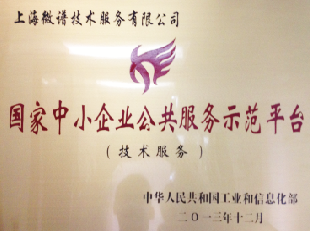 上海微谱技术服务有限公司
国家中小企业公共服务示范平台
(技术服务)
中华人民共和国工业和信息化部
二〇一三年十二月